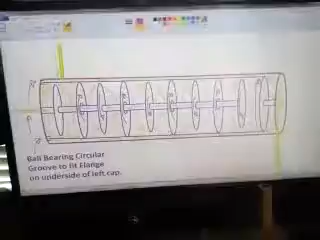 Ball Bearing Circular
Groove to fit Flange
on underside of left cap.